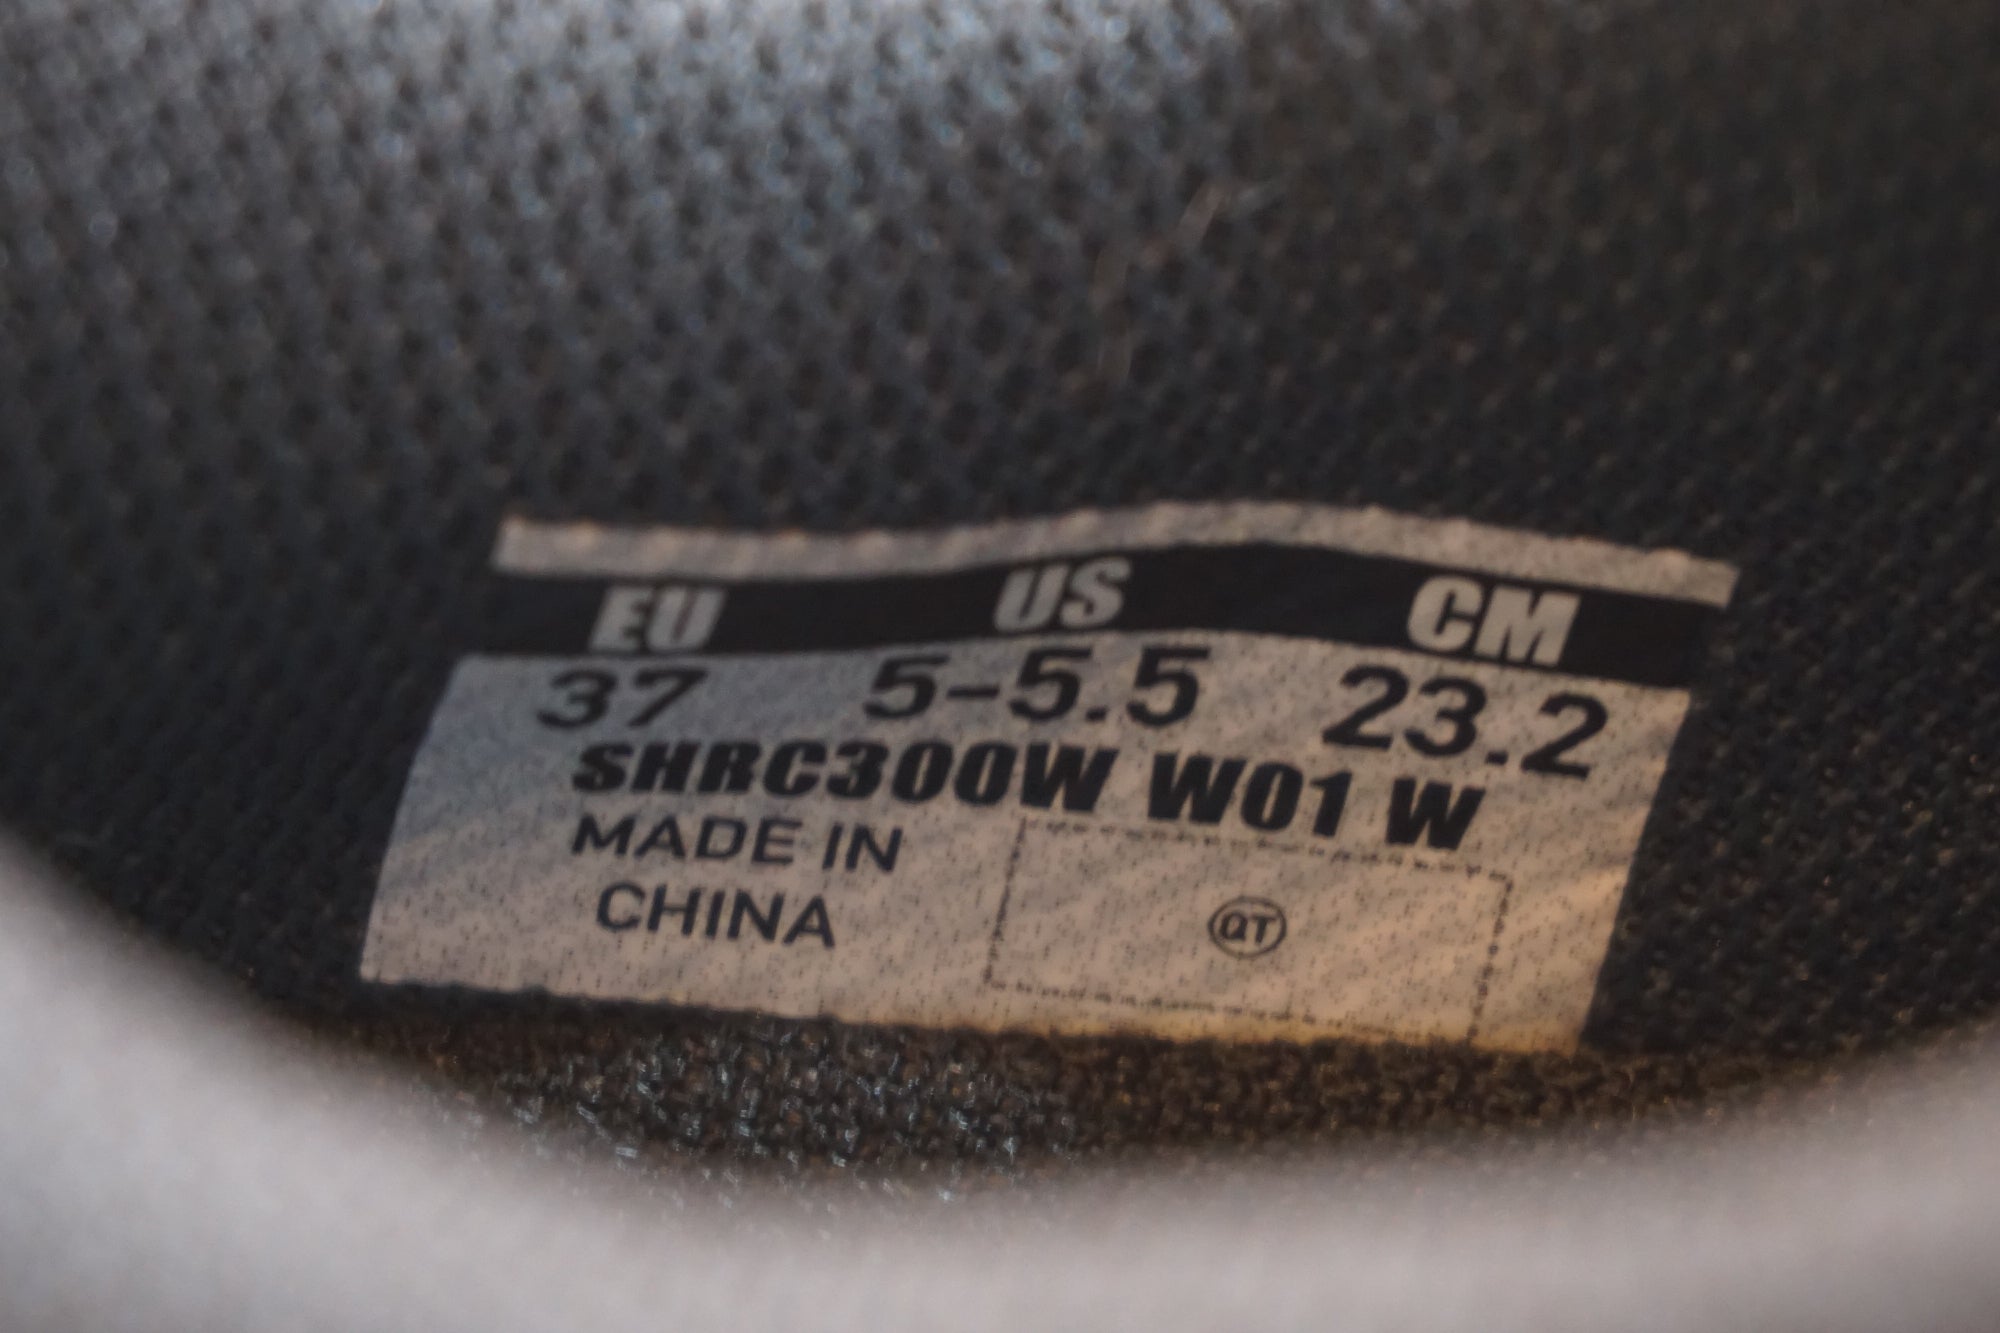 EU US CM
37 5-5.5 23.2
SHRC300W W01 W
MADE IN
CHINA
QT